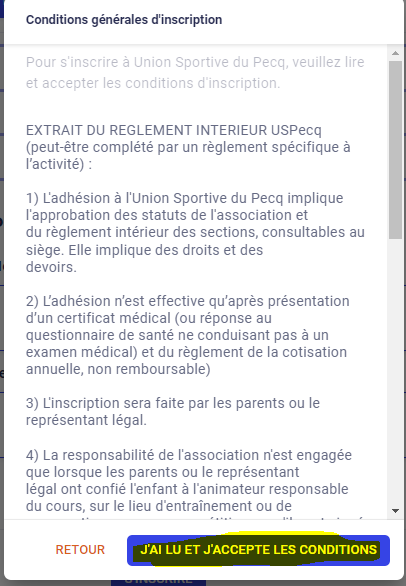 Conditions générales d'inscription
Pour s'inscrire à Union Sportive du Pecq, veuillez lire
et accepter les conditions d'inscription.
EXTRAIT DU REGLEMENT INTERIEUR USPecq
(peut-être complété par un règlement spécifique à
l'activité) :
1) L'adhésion à l'Union Sportive du Pecq implique
l'approbation des statuts de l'association et
du règlement intérieur des sections, consultables au
siège. Elle implique des droits et des
devoirs.
2) L'adhésion n'est effective qu'après présentation
d'un certificat médical (ou réponse au
questionnaire de santé ne conduisant pas à un
examen médical) et du règlement de la cotisation
annuelle, non remboursable)
3) L'inscription sera faite par les parents ou le
représentant légal.
4) La responsabilité de l'association n'est engagée
que lorsque les parents ou le représentant
légal ont confié l'enfant à l'animateur responsable
du cours, sur le lieu d'entraînement ou de
RETOUR
J'AI LU ET J'ACCEPTE LES CONDITIONS
S'INSCRIRE